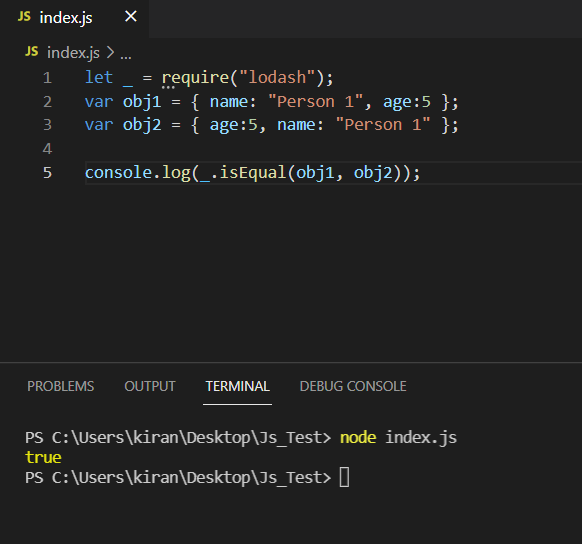 JS index.js ×
JS index.js > ...
1 let _ = require("lodash");
2 var obj1 = { name: "Person 1", age:5 };
3 var obj2 = { age:5, name: "Person 1" };
4
5 console.log(_.isEqual(obj1, obj2));
PROBLEMS OUTPUT TERMINAL DEBUG CONSOLE
PS C:\Users\kiran\Desktop\Js_Test> node index.js
true
PS C:\Users\kiran\Desktop\Js_Test>